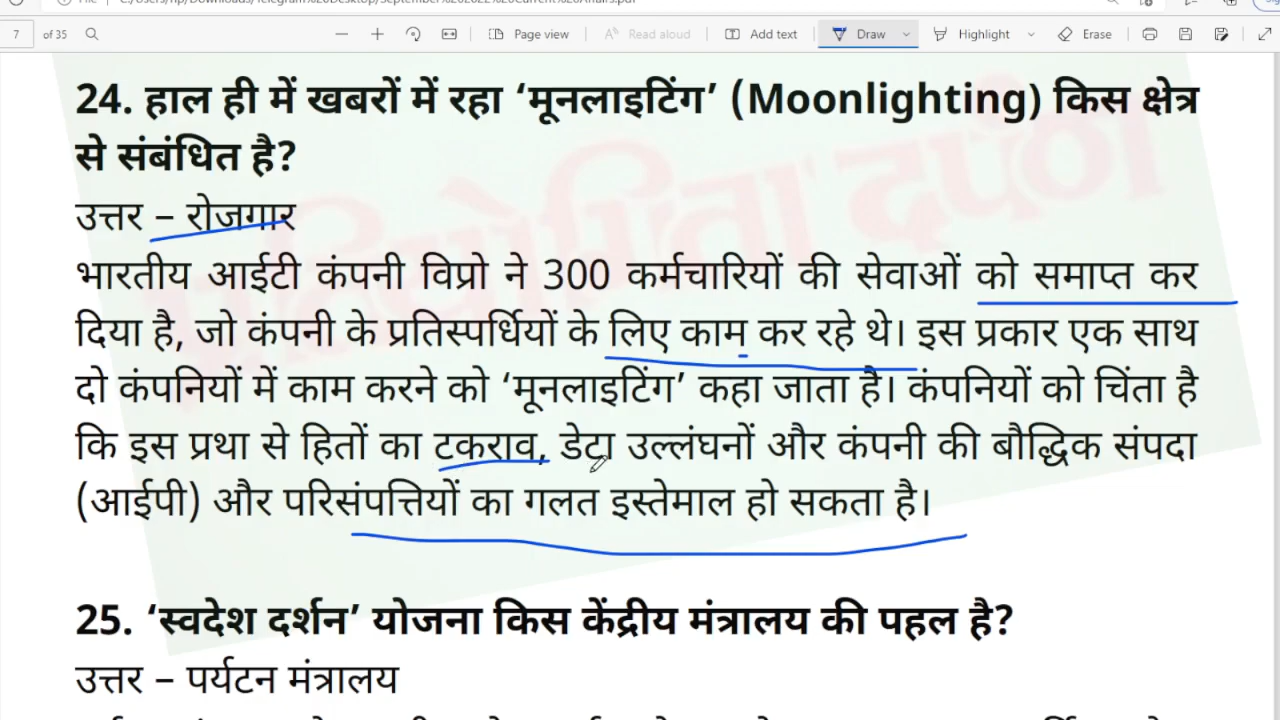 7 of 35 Page view Read aloud Add text Draw Highlight Erase
24. हाल ही में खबरों में रहा ‘मूनलाइटिंग’ (Moonlighting) किस क्षेत्र
से संबंधित है?
उत्तर – रोजगार
भारतीय आईटी कंपनी विप्रो ने 300 कर्मचारियों की सेवाओं को समाप्त कर
दिया है, जो कंपनी के प्रतिस्पर्धियों के लिए काम कर रहे थे। इस प्रकार एक साथ
दो कंपनियों में काम करने को ‘मूनलाइटिंग’ कहा जाता है। कंपनियों को चिंता है
कि इस प्रथा से हितों का टकराव, डेटा उल्लंघनों और कंपनी की बौद्धिक संपदा
(आईपी) और परिसंपत्तियों का गलत इस्तेमाल हो सकता है।
25. ‘स्वदेश दर्शन’ योजना किस केंद्रीय मंत्रालय की पहल है?
उत्तर – पर्यटन मंत्रालय